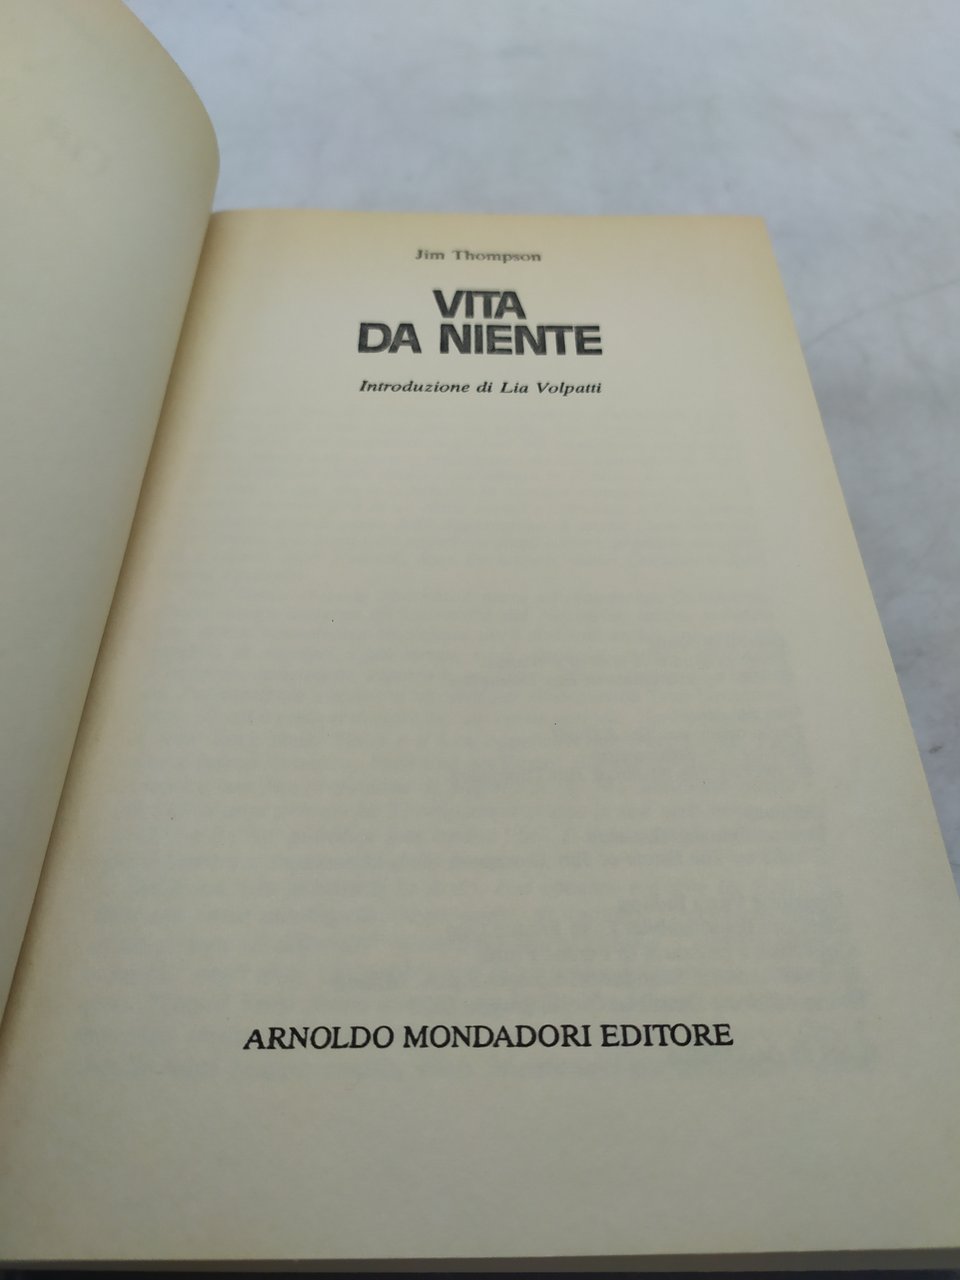 Jim Thompson
VITA
DA NIENTE
Introduzione di Lia Volpatti
ARNOLDO MONDADORI EDITORE